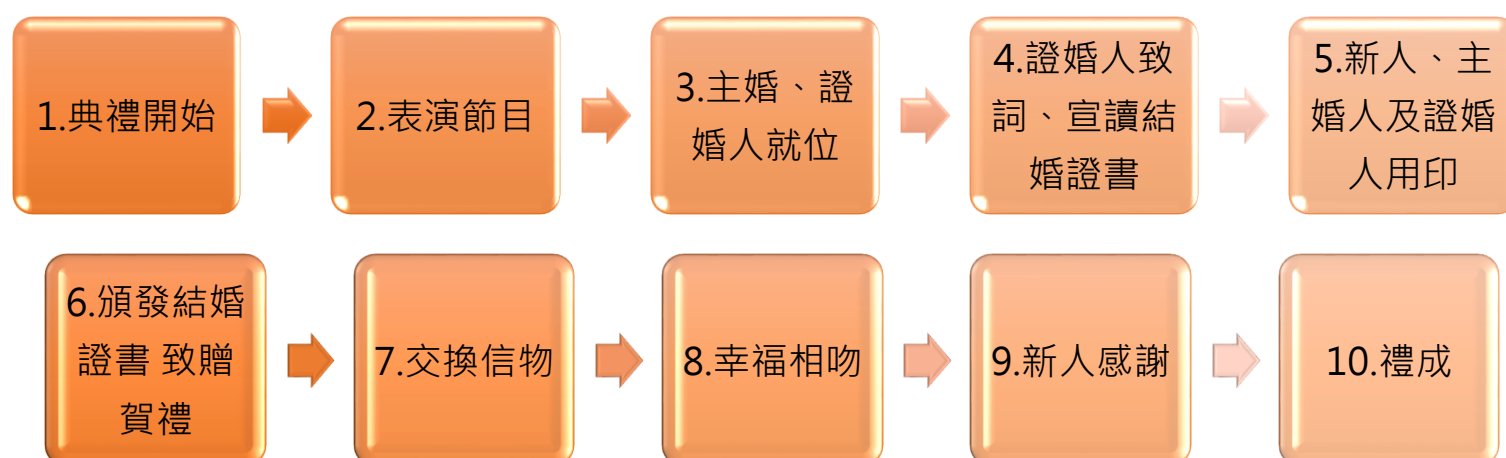 1.典禮開始
2.表演節目
3.主婚、證
婚人就位
4.證婚人致
詞、宣讀結
婚證書
5.新人、主
婚人及證婚
人用印
6.頒發結婚
證書 致贈
賀禮
7.交換信物
8.幸福相吻
9.新人感謝
10.禮成